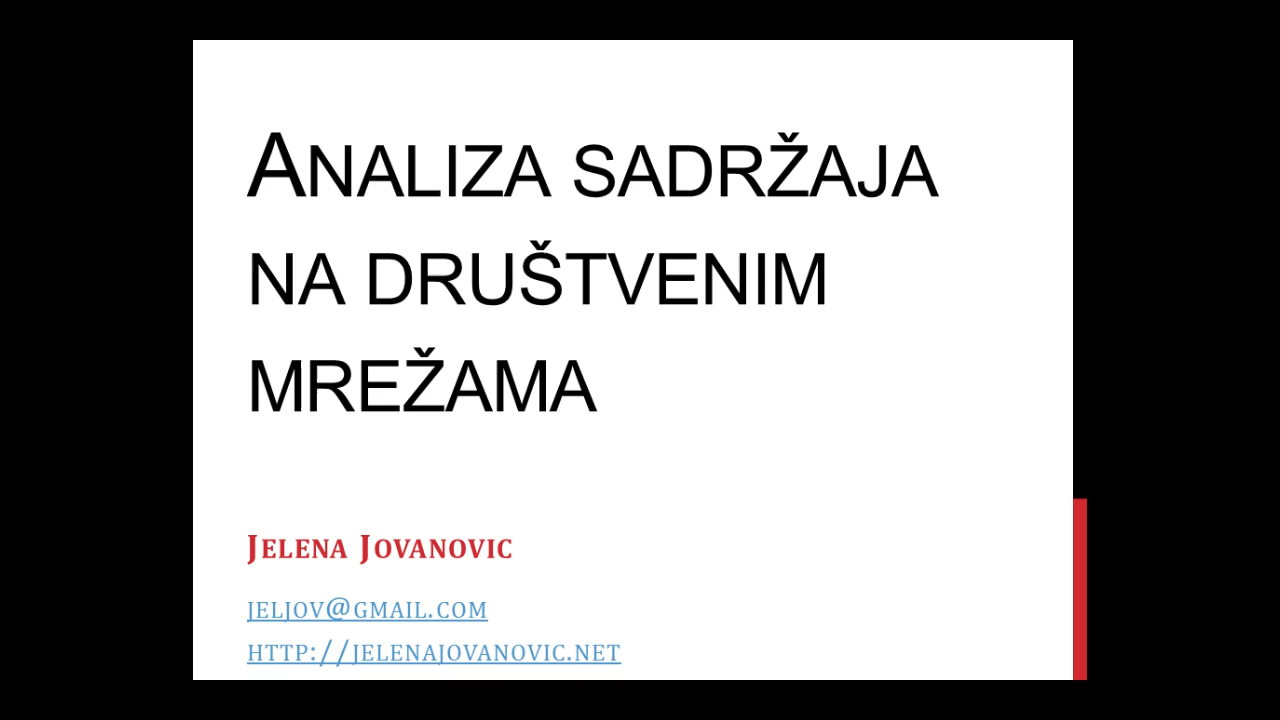 ANALIZA SADRŽAJA
NA DRUŠTVENIM
MREŽAMA
JELENA JOVANOVIC
JELJOV@GMAIL.COM
HTTP://JELENAJOVANOVIC.NET